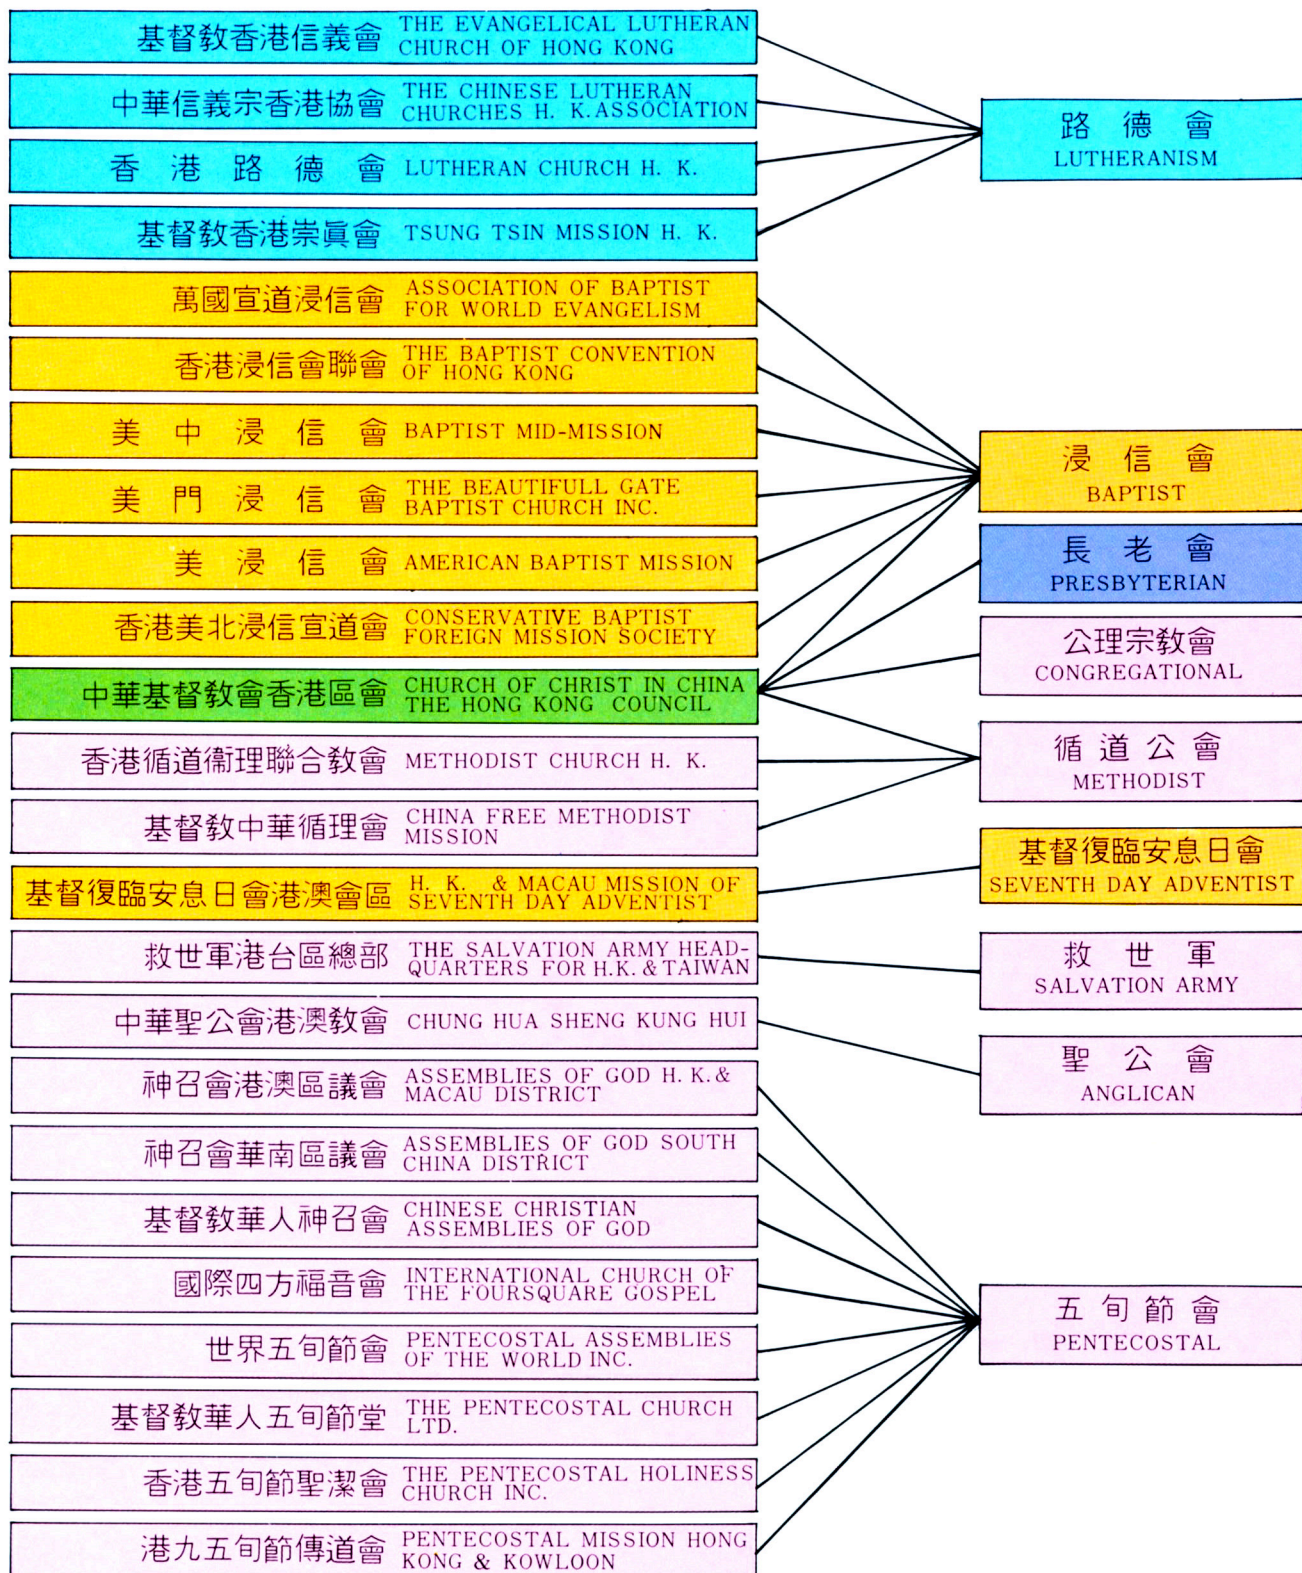 基督敎香港信義會 THE EVANGELICAL LUTHERAN
CHURCH OF HONG KONG
中華信義宗香港協會 THE CHINESE LUTHERAN
CHURCHES H. K. ASSOCIATION
香港路德會 LUTHERAN CHURCH H. K.
基督敎香港崇眞會 TSUNG TSIN MISSION H. K.
萬國宣道浸信會 ASSOCIATION OF BAPTIST
FOR WORLD EVANGELISM
香港浸信會聯會 THE BAPTIST CONVENTION
OF HONG KONG
美中浸信會 BAPTIST MID-MISSION
美門浸信會 THE BEAUTIFULL GATE
BAPTIST CHURCH INC.
美浸信會 AMERICAN BAPTIST MISSION
香港美北浸信宣道會 CONSERVATIVE BAPTIST
FOREIGN MISSION SOCIETY
中華基督敎會香港區會 CHURCH OF CHRIST IN CHINA
THE HONG KONG COUNCIL
香港循道衞理聯合敎會 METHODIST CHURCH H. K.
基督敎中華循理會 CHINA FREE METHODIST
MISSION
基督復臨安息日會港澳會區 H. K. & MACAU MISSION OF
SEVENTH DAY ADVENTIST
救世軍港台區總部 THE SALVATION ARMY HEAD-
QUARTERS FOR H.K. & TAIWAN
中華聖公會港澳敎會 CHUNG HUA SHENG KUNG HUI
神召會港澳區議會 ASSEMBLIES OF GOD H. K. &
MACAU DISTRICT
神召會華南區議會 ASSEMBLIES OF GOD SOUTH
CHINA DISTRICT
基督敎華人神召會 CHINESE CHRISTIAN
ASSEMBLIES OF GOD
國際四方福音會 INTERNATIONAL CHURCH OF
THE FOURSQUARE GOSPEL
世界五旬節會 PENTECOSTAL ASSEMBLIES
OF THE WORLD INC.
基督敎華人五旬節堂 THE PENTECOSTAL CHURCH
LTD.
香港五旬節聖潔會 THE PENTECOSTAL HOLINESS
CHURCH INC.
港九五旬節傳道會 PENTECOSTAL MISSION HONG
KONG & KOWLOON
路德會
LUTHERANISM
浸信會
BAPTIST
長老會
PRESBYTERIAN
公理宗敎會
CONGREGATIONAL
循道公會
METHODIST
基督復臨安息日會
SEVENTH DAY ADVENTIST
救世軍
SALVATION ARMY
聖公會
ANGLICAN
五旬節會
PENTECOSTAL